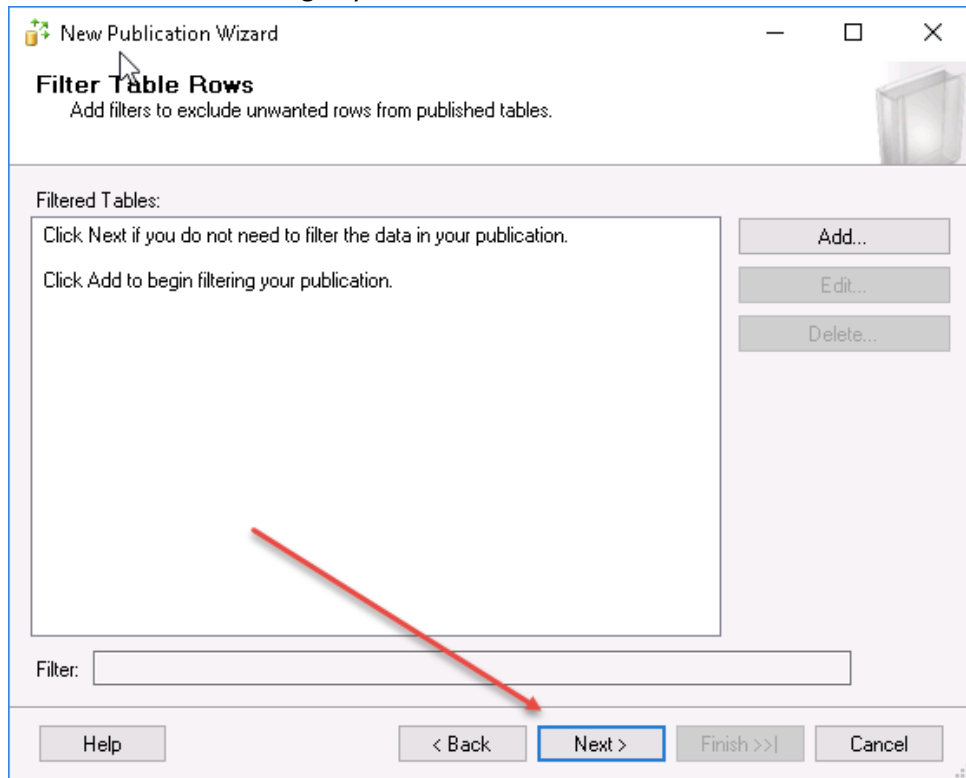 New Publication Wizard
Filter Table Rows
Add filters to exclude unwanted rows from published tables.
Filtered Tables:
Click Next if you do not need to filter the data in your publication.
Click Add to begin filtering your publication.
Add...
Edit...
Delete...
Filter:
Help
< Back
Next >
Finish >>|
Cancel